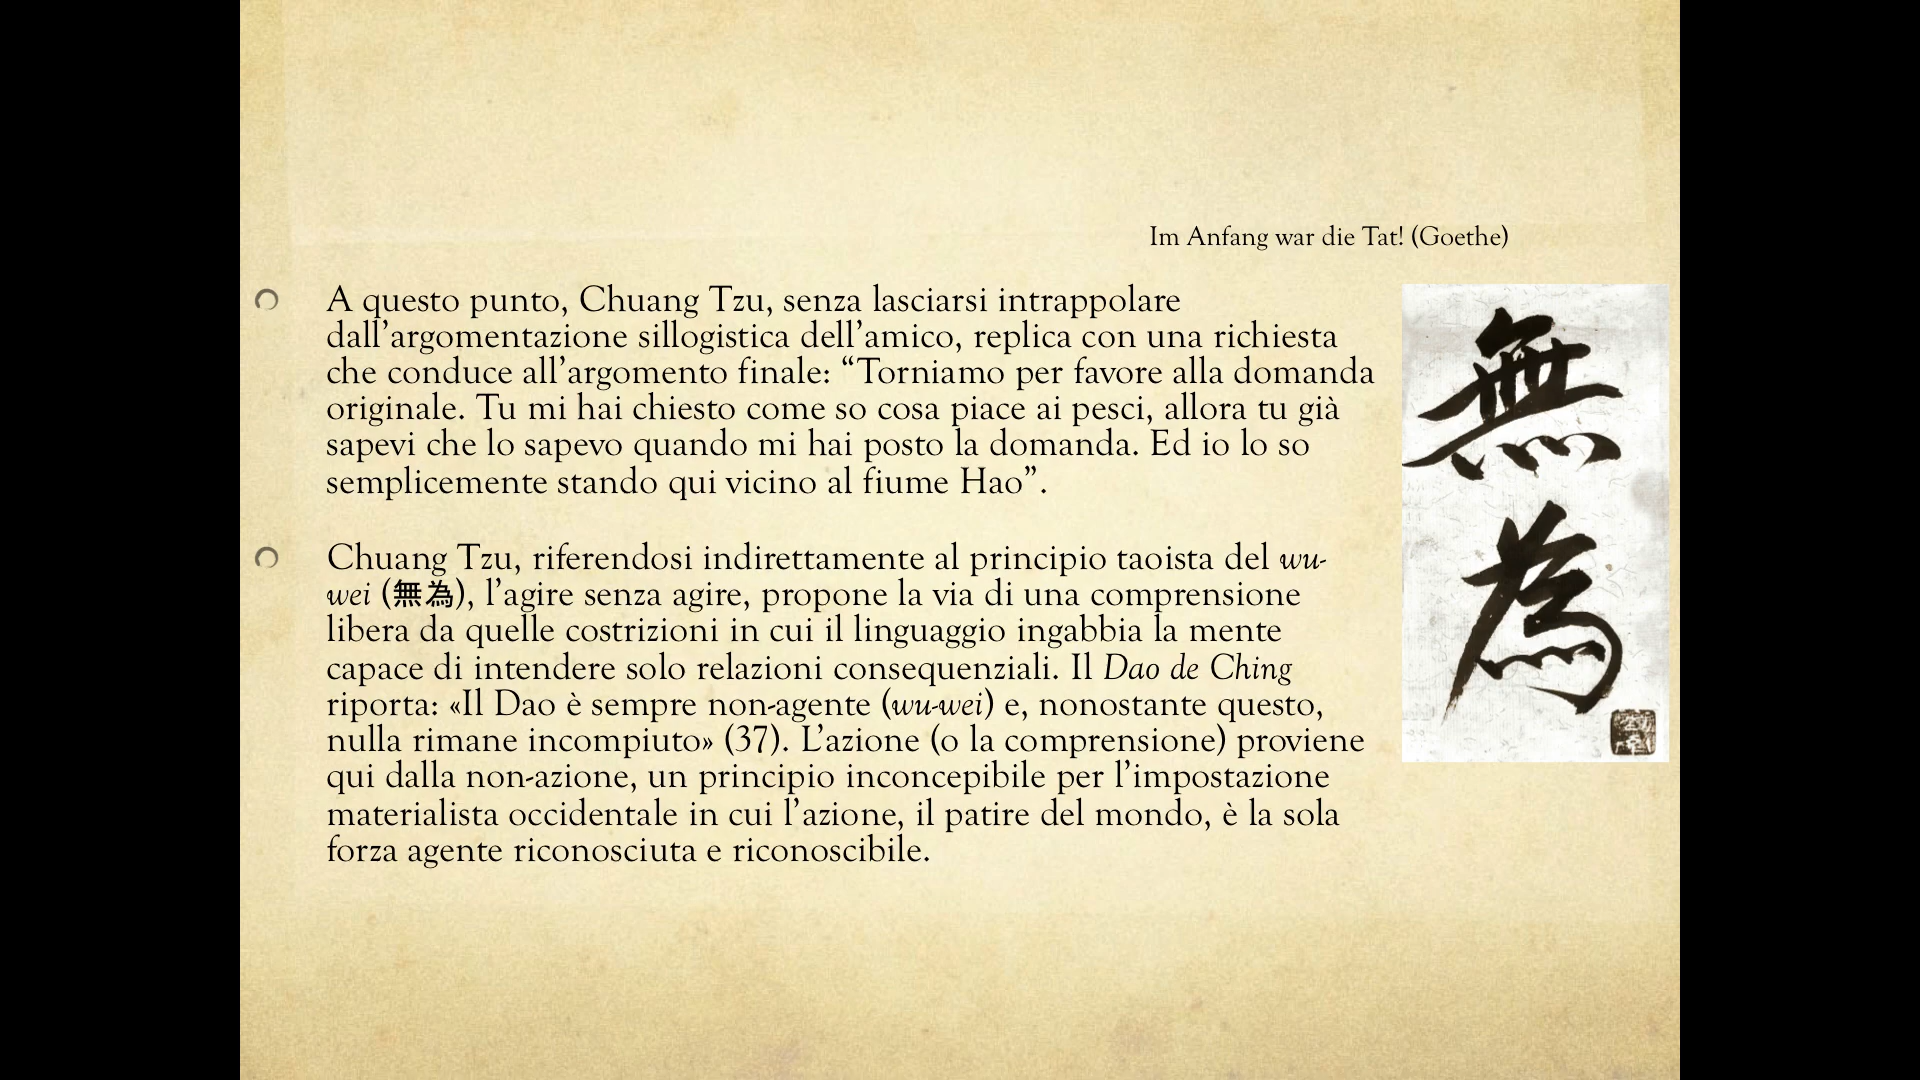 Im Anfang war die Tat! (Goethe)
A questo punto, Chuang Tzu, senza lasciarsi intrappolare
dall’argomentazione sillogistica dell’amico, replica con una richiesta
che conduce all’argomento finale: “Torniamo per favore alla domanda
originale. Tu mi hai chiesto come so cosa piace ai pesci, allora tu già
sapevi che lo sapevo quando mi hai posto la domanda. Ed io lo so
semplicemente stando qui vicino al fiume Hao”.
Chuang Tzu, riferendosi indirettamente al principio taoista del wu-
wei (無為), l’agire senza agire, propone la via di una comprensione
libera da quelle costrizioni in cui il linguaggio ingabbia la mente
capace di intendere solo relazioni consequenziali. Il Dao de Ching
riporta: «Il Dao è sempre non-agente (wu-wei) e, nonostante questo,
nulla rimane incompiuto» (37). L’azione (o la comprensione) proviene
qui dalla non-azione, un principio inconcepibile per l’impostazione
materialista occidentale in cui l’azione, il patire del mondo, è la sola
forza agente riconosciuta e riconoscibile.
無
為